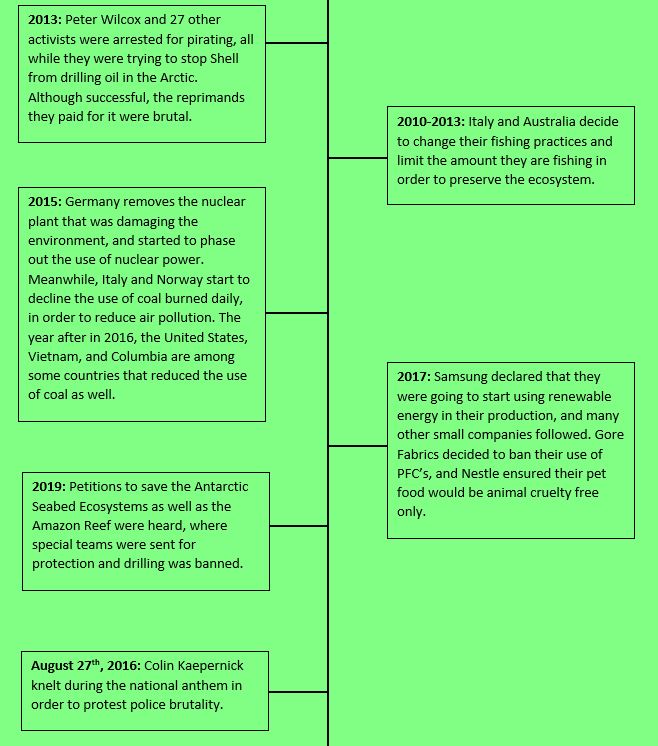 2013: Peter Wilcox and 27 other
activists were arrested for pirating, all
while they were trying to stop Shell
from drilling oil in the Arctic.
Although successful, the reprimands
they paid for it were brutal.
2010-2013: Italy and Australia decide
to change their fishing practices and
limit the amount they are fishing in
order to preserve the ecosystem.
2015: Germany removes the nuclear
plant that was damaging the
environment, and started to phase
out the use of nuclear power.
Meanwhile, Italy and Norway start to
decline the use of coal burned daily,
in order to reduce air pollution. The
year after in 2016, the United States,
Vietnam, and Columbia are among
some countries that reduced the use
of coal as well.
2017: Samsung declared that they
were going to start using renewable
energy in their production, and many
other small companies followed. Gore
Fabrics decided to ban their use of
PFC's, and Nestle ensured their pet
food would be animal cruelty free
only.
2019: Petitions to save the Antarctic
Seabed Ecosystems as well as the
Amazon Reef were heard, where
special teams were sent for
protection and drilling was banned.
August 27th, 2016: Colin Kaepernick
knelt during the national anthem in
order to protest police brutality.